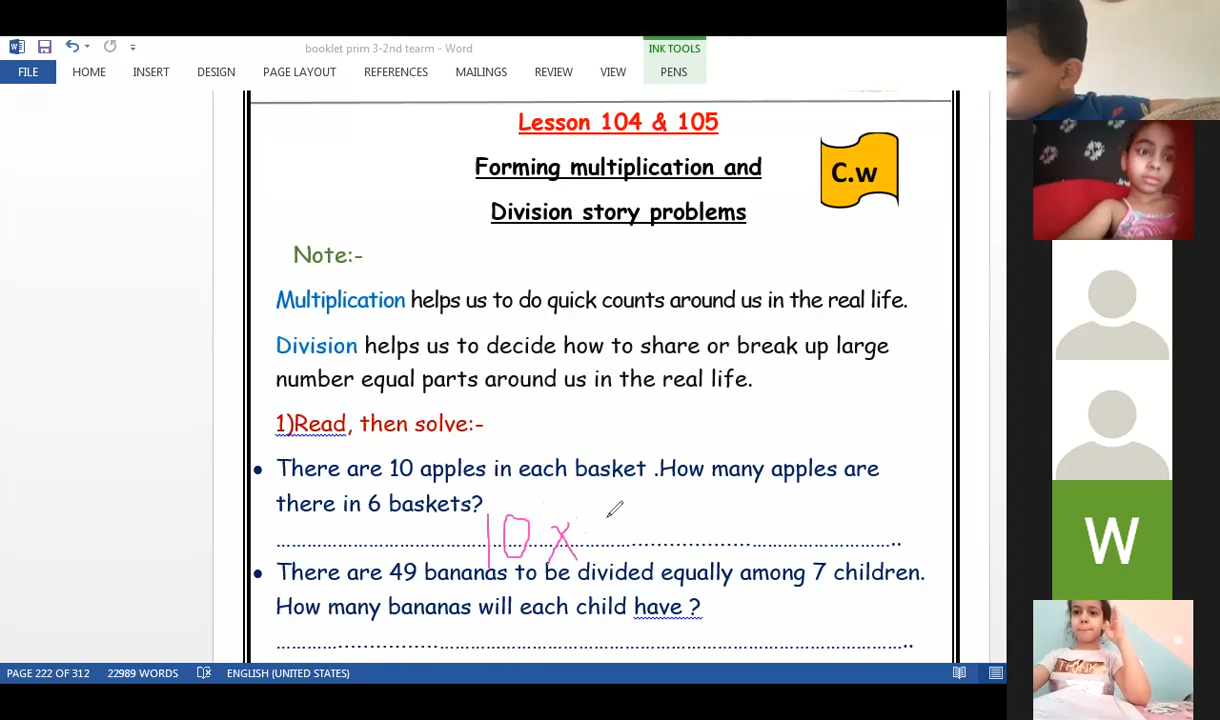 booklet prim 3-2nd tearm - Word
INK TOOLS
FILE HOME INSERT DESIGN PAGE LAYOUT REFERENCES MAILINGS REVIEW VIEW PENS
Lesson 104 & 105
Forming multiplication and
C.w
Division story problems
Note:-
Multiplication helps us to do quick counts around us in the real life.
Division helps us to decide how to share or break up large
number equal parts around us in the real life.
1)Read, then solve:-
• There are 10 apples in each basket .How many apples are
there in 6 baskets?
10 x
• There are 49 bananas to be divided equally among 7 children.
How many bananas will each child have ?
PAGE 222 OF 312 22989 WORDS ENGLISH (UNITED STATES)
W
THINK